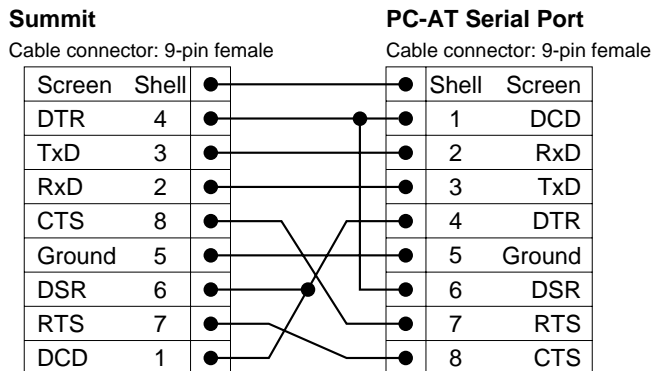 Summit PC-AT Serial Port
Cable connector: 9-pin female Cable connector: 9-pin female
Screen Shell Shell Screen
DTR 4 1 DCD
TxD 3 2 RxD
RxD 2 3 TxD
CTS 8 4 DTR
Ground 5 5 Ground
DSR 6 6 DSR
RTS 7 7 RTS
DCD 1 8 CTS